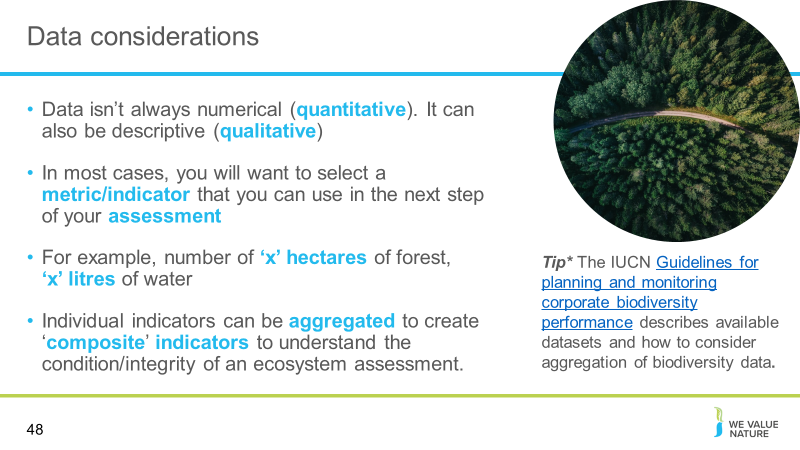 Data considerations
• Data isn’t always numerical (quantitative). It can
also be descriptive (qualitative)
• In most cases, you will want to select a
metric/indicator that you can use in the next step
of your assessment
• For example, number of ‘x’ hectares of forest,
‘x’ litres of water
• Individual indicators can be aggregated to create
‘composite’ indicators to understand the
condition/integrity of an ecosystem assessment.
Tip* The IUCN Guidelines for
planning and monitoring
corporate biodiversity
performance describes available
datasets and how to consider
aggregation of biodiversity data.
48
WE VALUE
NATURE